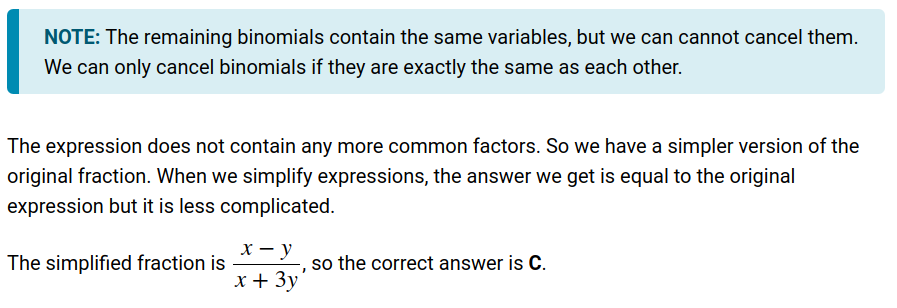 NOTE: The remaining binomials contain the same variables, but we can cannot cancel them.
We can only cancel binomials if they are exactly the same as each other.
The expression does not contain any more common factors. So we have a simpler version of the
original fraction. When we simplify expressions, the answer we get is equal to the original
expression but it is less complicated.
The simplified fraction is \frac{x - y}{x + 3y}, so the correct answer is C.